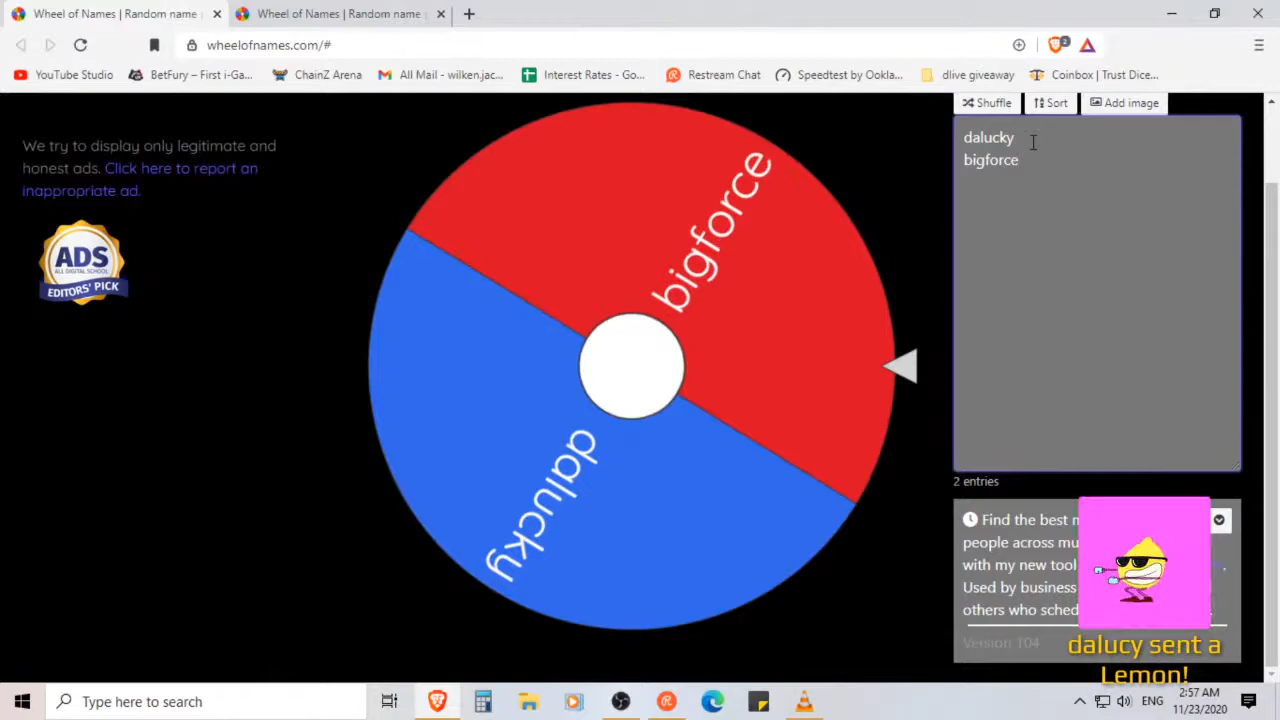 Wheel of Names | Random name
Wheel of Names | Random name
wheelofnames.com/#
2
YouTube Studio
BetFury – First i-Ga...
ChainZ Arena
All Mail - wilken.jac...
Interest Rates - Go...
Restream Chat
Speedtest by Ookla...
dlive giveaway
Coinbox | Trust Dice...
We try to display only legitimate and
honest ads. Click here to report an
inappropriate ad.
ADS
ALL DIGITAL SCHOOL
EDITORS' PICK
bigforce
dalucky
Shuffle
Sort
Add image
dalucky
bigforce
2 entries
Find the best
people across
with my new tool
Used by business
others who
Version 104
dalucy sent a
Lemon!
Type here to search
ENG
2:57 AM
11/23/2020